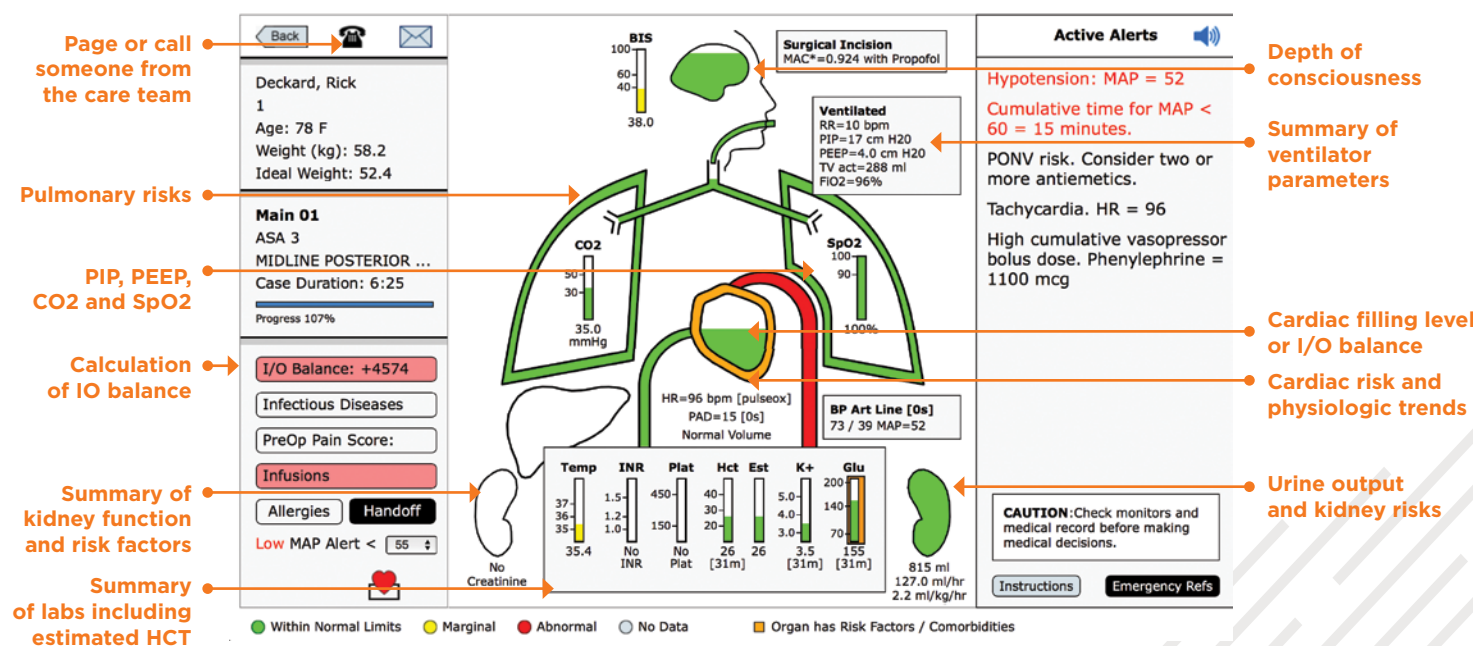 Page or call
someone from
the care team
Pulmonary risks
PIP, PEEP,
CO2 and SpO2
Calculation
of IO balance
Summary of
kidney function
and risk factors
Summary
of labs including
estimated HCT
Back
Deckard, Rick
1
Age: 78 F
Weight (kg): 58.2
Ideal Weight: 52.4
Main 01
ASA 3
MIDLINE POSTERIOR ...
Case Duration: 6:25
Progress 107%
I/O Balance: +4574
Infectious Diseases
PreOp Pain Score:
Infusions
Allergies
Handoff
Low MAP Alert < 55
BIS
100
60
40
38.0
Surgical Incision
MAC*=0.924 with Propofol
Ventilated
RR=10 bpm
PIP=17 cm H20
PEEP=4.0 cm H20
TV act=288 ml
FiO2=96%
CO2
50
30
35.0
mmHg
SpO2
100
90
100%
HR=96 bpm [pulseox]
PAD=15 [0s]
Normal Volume
BP Art Line [0s]
73 / 39 MAP=52
Temp INR Plat Hct Est K+ Glu
37
36
35
35.4
1.5
1.2
1.0
No
INR
450
150
No
Plat
40
30
20
26
[31m]
26
5.0
4.0
3.0
3.5
[31m]
200
140
70
155
[31m]
No
Creatinine
815 ml
127.0 ml/hr
2.2 ml/kg/hr
Active Alerts
Hypotension: MAP = 52
Cumulative time for MAP <
60 = 15 minutes.
PONV risk. Consider two or
more antiemetics.
Tachycardia. HR = 96
High cumulative vasopressor
bolus dose. Phenylephrine =
1100 mcg
CAUTION:Check monitors and
medical record before making
medical decisions.
Instructions
Emergency Refs
Depth of
consciousness
Summary of
ventilator
parameters
Cardiac filling level
or I/O balance
Cardiac risk and
physiologic trends
Urine output
and kidney risks
Within Normal Limits
Marginal
Abnormal
No Data
Organ has Risk Factors / Comorbidities